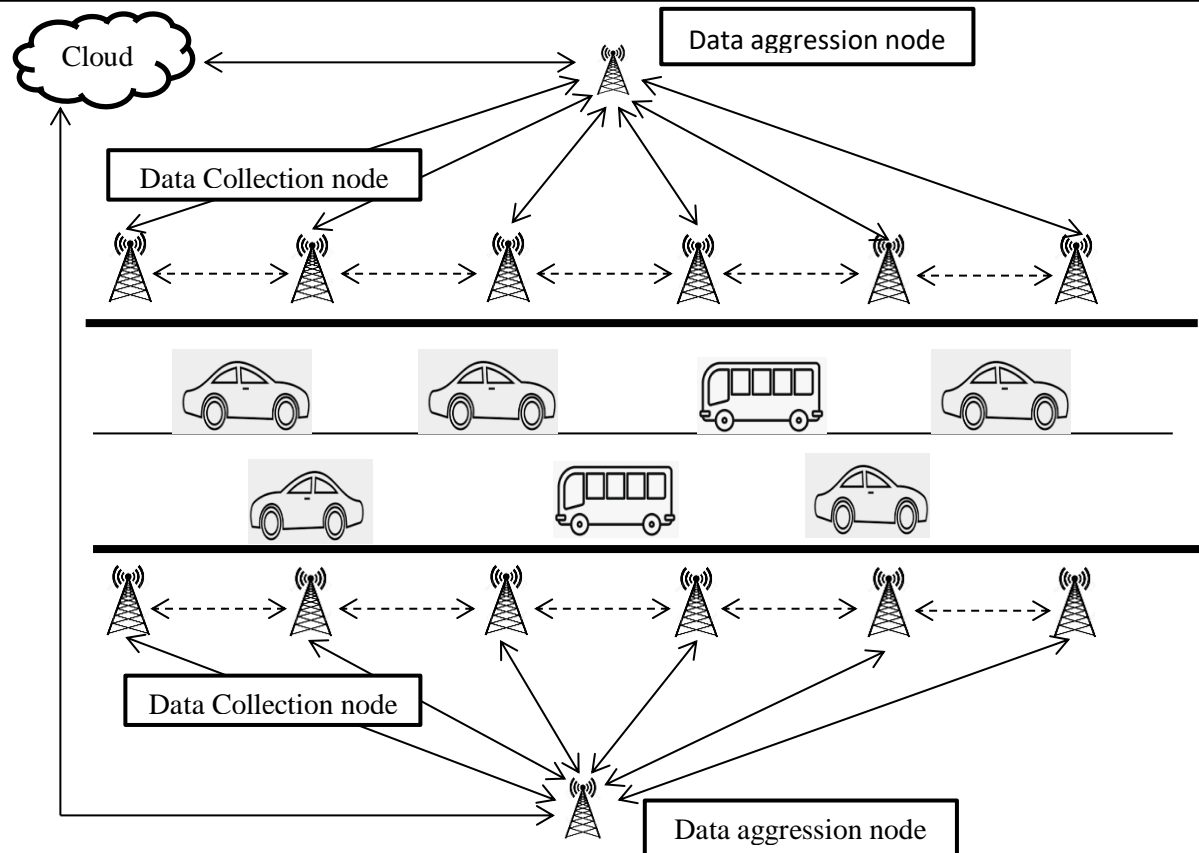 Cloud
Data aggression node
Data Collection node
Data Collection node
Data aggression node